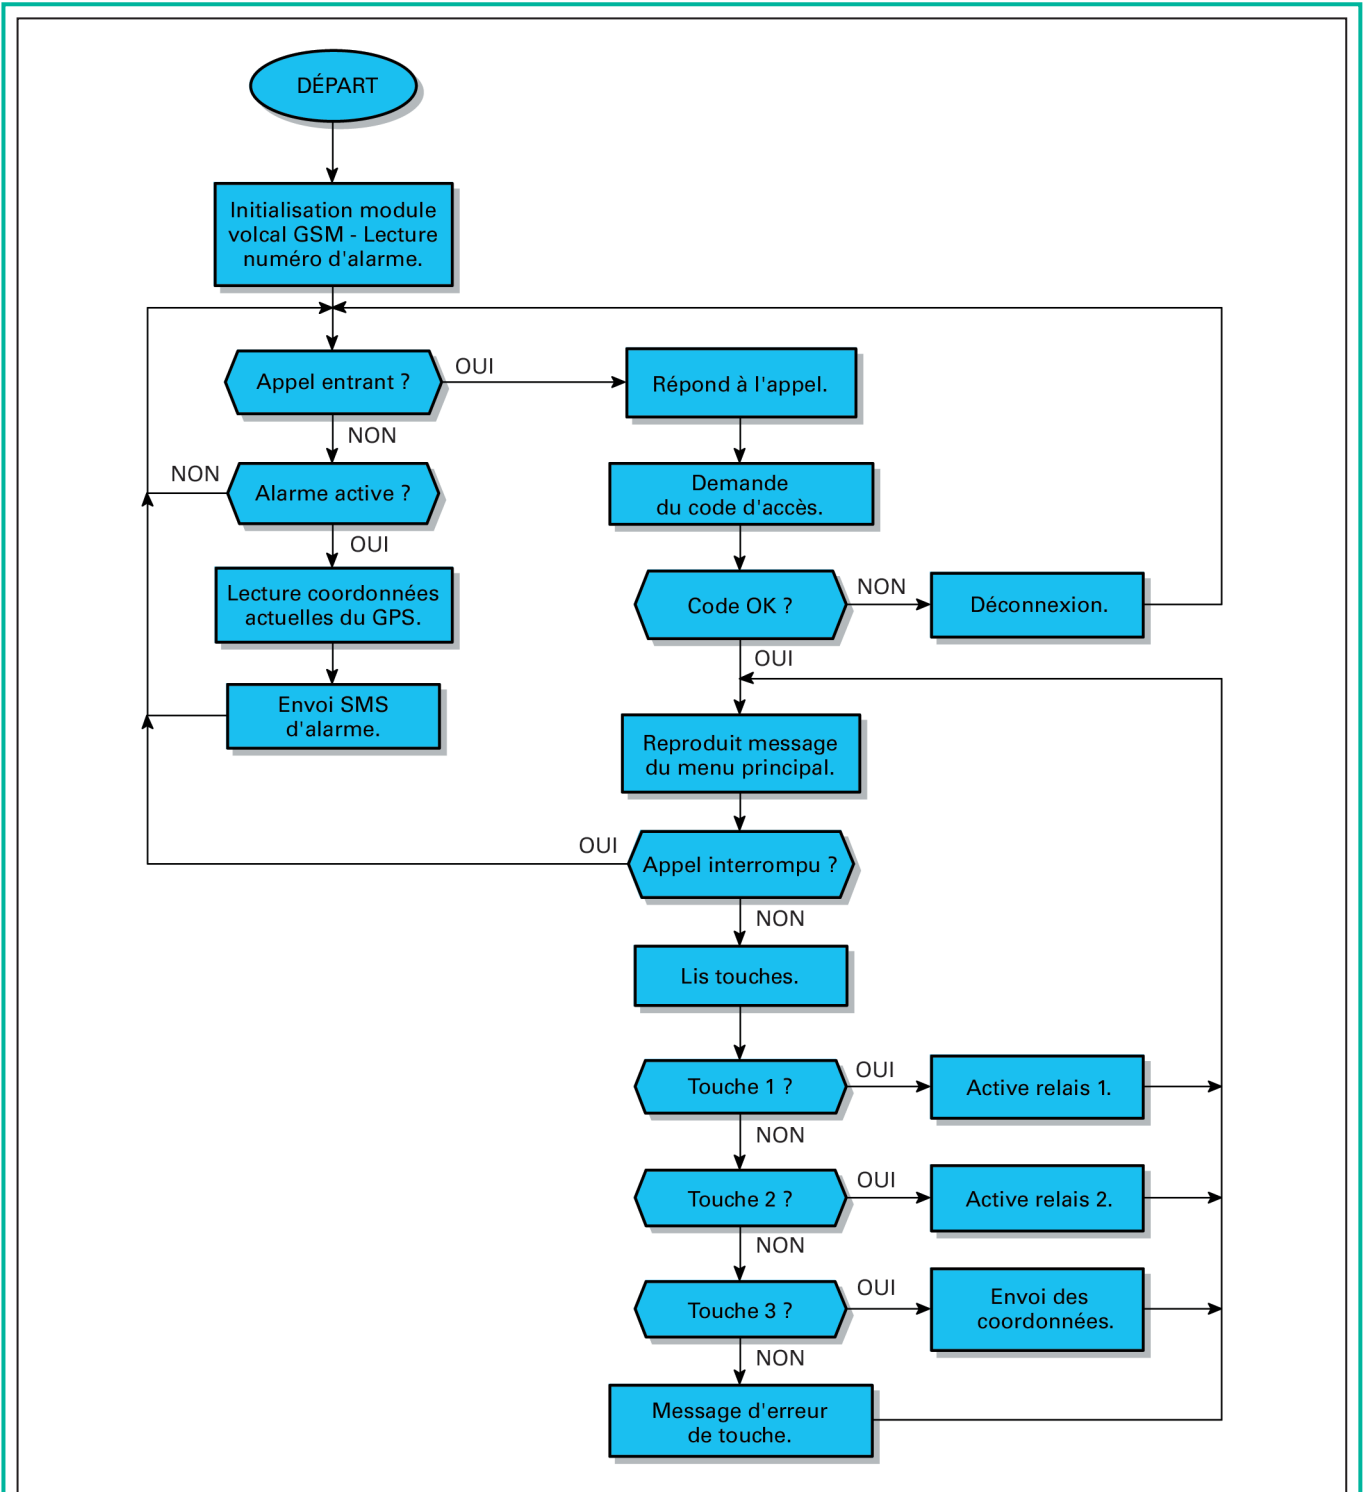 DÉPART
Initialisation module
volcal GSM - Lecture
numéro d'alarme.
Appel entrant ?
OUI
Répond à l'appel.
NON
NON
Alarme active ?
Demande
du code d'accès.
OUI
Lecture coordonnées
actuelles du GPS.
Code OK ?
NON
Déconnexion.
OUI
Envoi SMS
d'alarme.
Reproduit message
du menu principal.
OUI
Appel interrompu ?
NON
Lis touches.
Touche 1 ?
OUI
Active relais 1.
NON
Touche 2 ?
OUI
Active relais 2.
NON
Touche 3 ?
OUI
Envoi des
coordonnées.
NON
Message d'erreur
de touche.